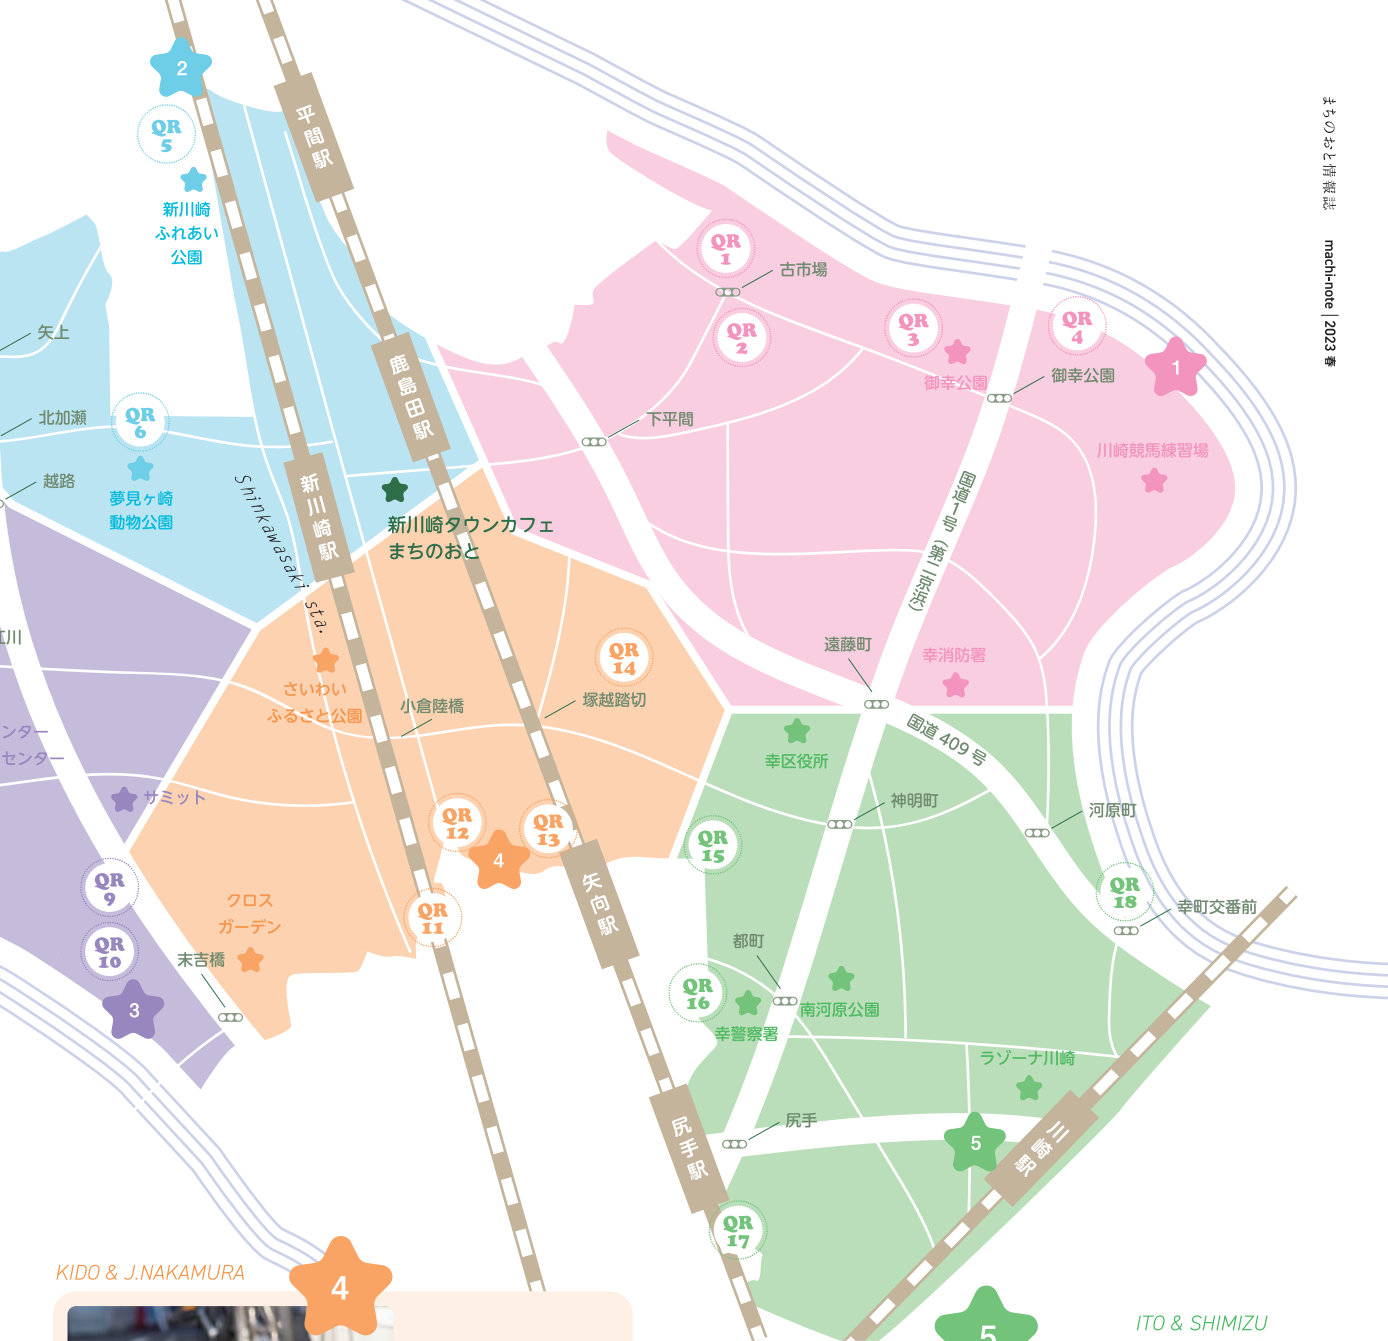 2
QR
5
新川崎
ふれあい
公園
平間駅
まちのおと情報誌
machi-note | 2023 春
QR
1
古市場
QR
2
QR
3
御幸公園
QR
4
1
御幸公園
矢上
鹿島田駅
下平間
北加瀬
QR
6
川崎競馬練習場
越路
夢見ヶ崎
動物公園
Shinkawasaki sta.
新川崎駅
新川崎タウンカフェ
まちのおと
国道1号(第二京浜)
川
QR
14
遠藤町
幸消防署
さいわい
ふるさと公園
小倉陸橋
塚越踏切
国道 409 号
ンター
センター
幸区役所
サミット
神明町
河原町
QR
12
QR
13
4
QR
15
QR
9
矢向駅
QR
18
幸町交番前
クロス
ガーデン
QR
11
QR
10
末吉橋
都町
3
QR
16
幸警察署
南河原公園
ラゾーナ川崎
尻手駅
尻手
5
川崎駅
QR
17
KIDO & J.NAKAMURA
4
5
ITO & SHIMIZU